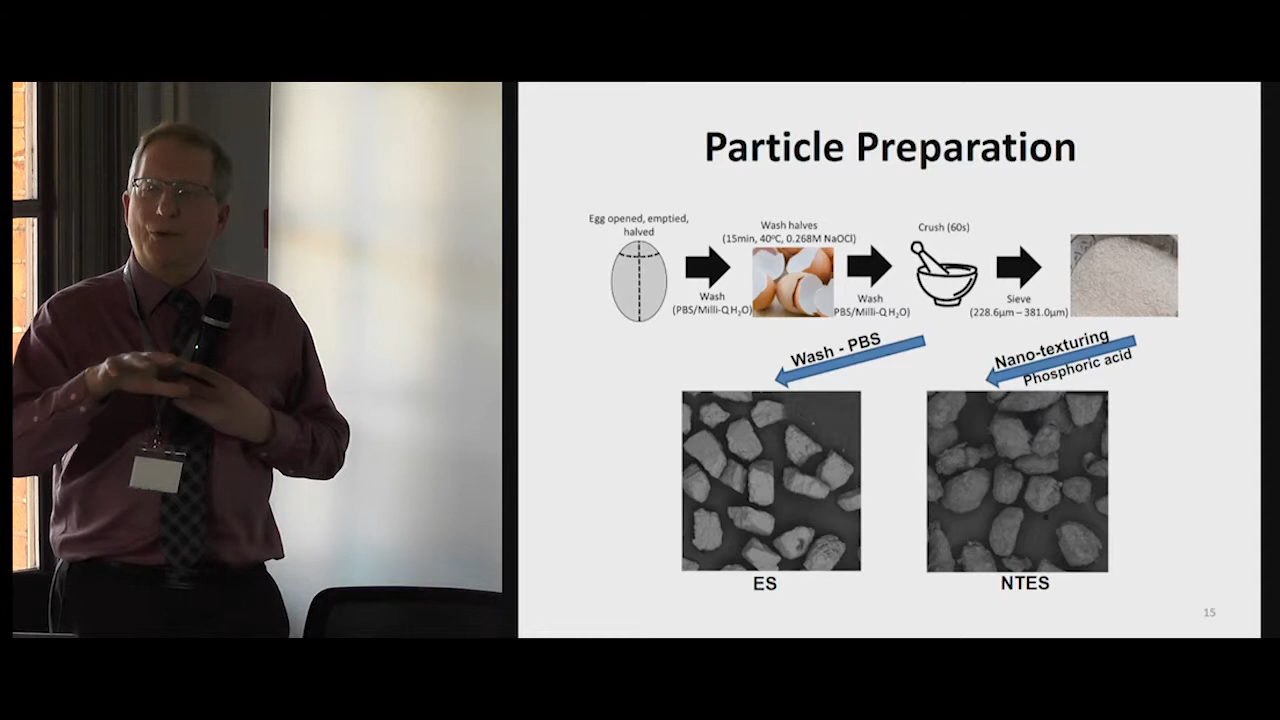 Particle Preparation
Egg opened, emptied,
halved
Wash
(PBS/Milli-Q H₂O)
Wash halves
(15min, 40ºC, 0.268M NaOCl)
Wash
PBS/Milli-Q H₂O)
Crush (60s)
Sieve
(228.6µm – 381.0µm)
Wash - PBS
Nano-texturing
Phosphoric acid
ES
NTES
15